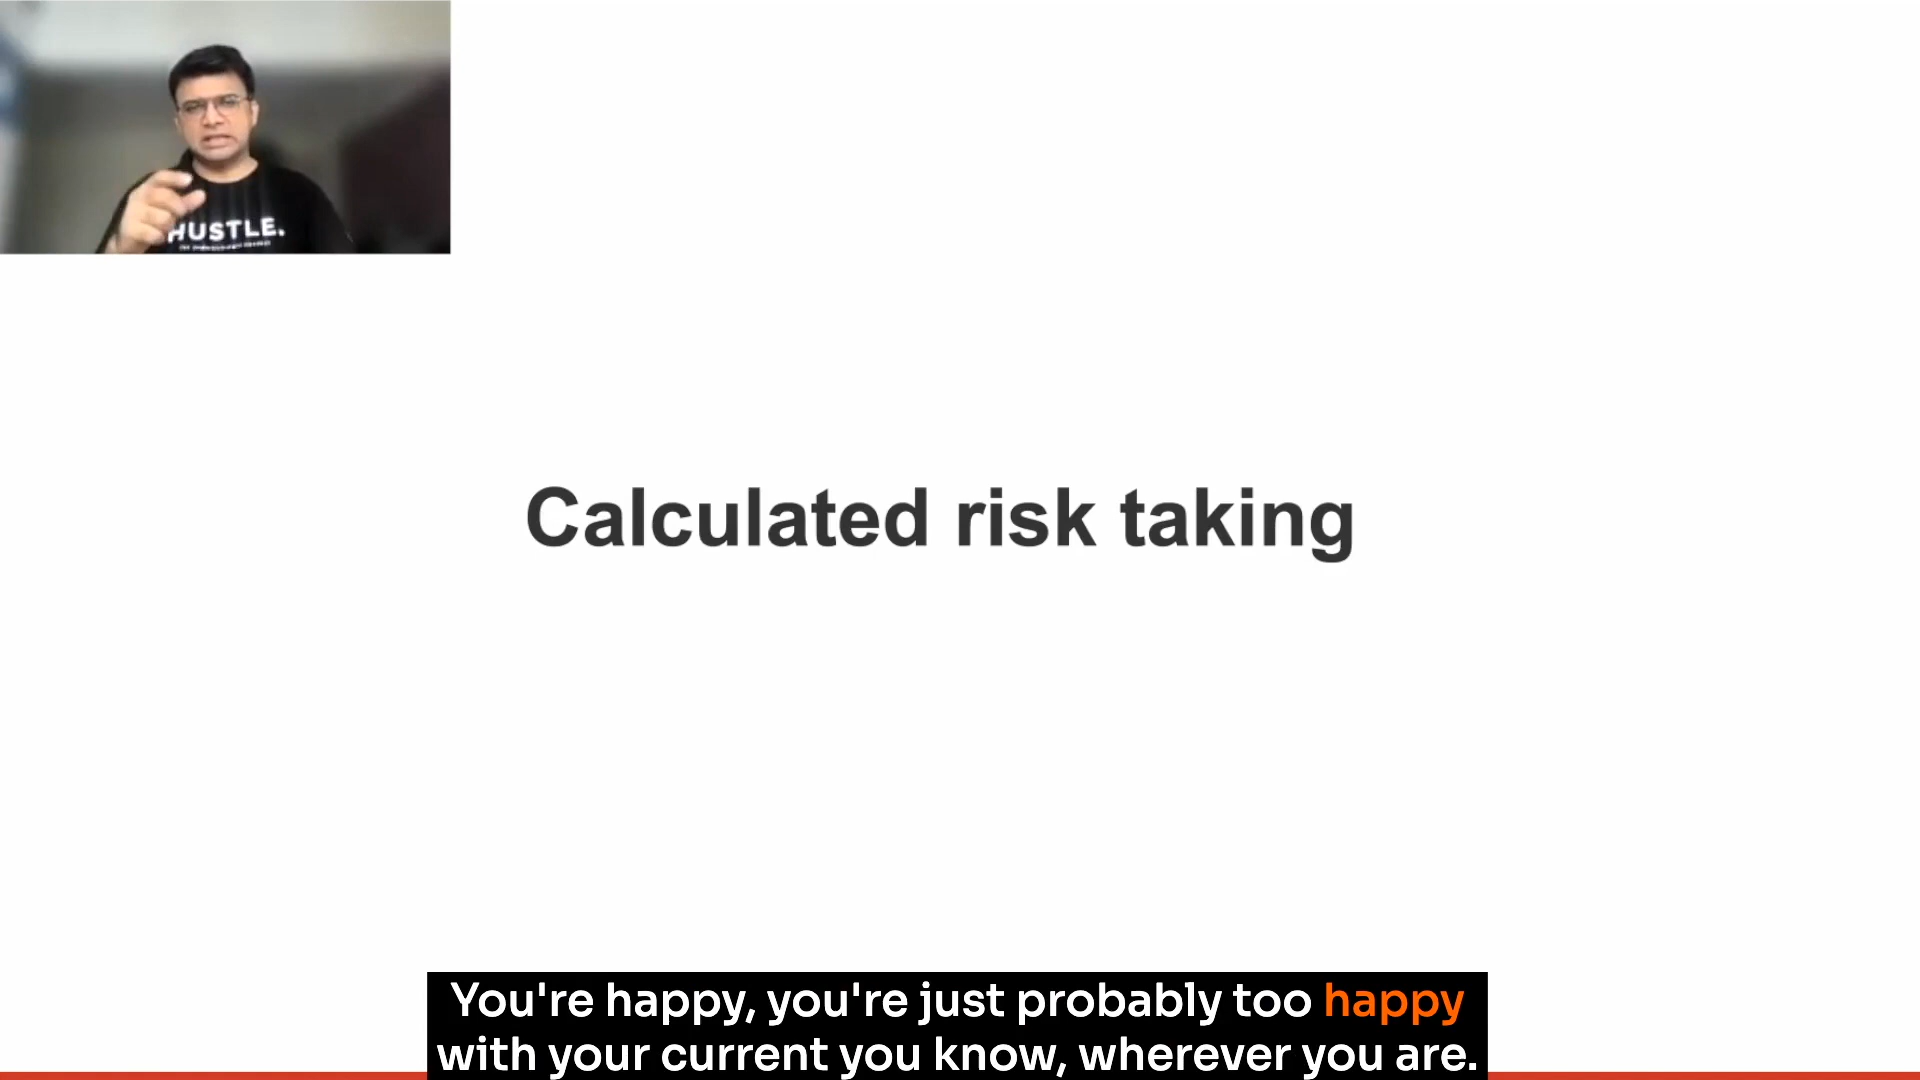 HUSTLE.
Calculated risk taking
You're happy, you're just probably too happy
with your current you know, wherever you are.